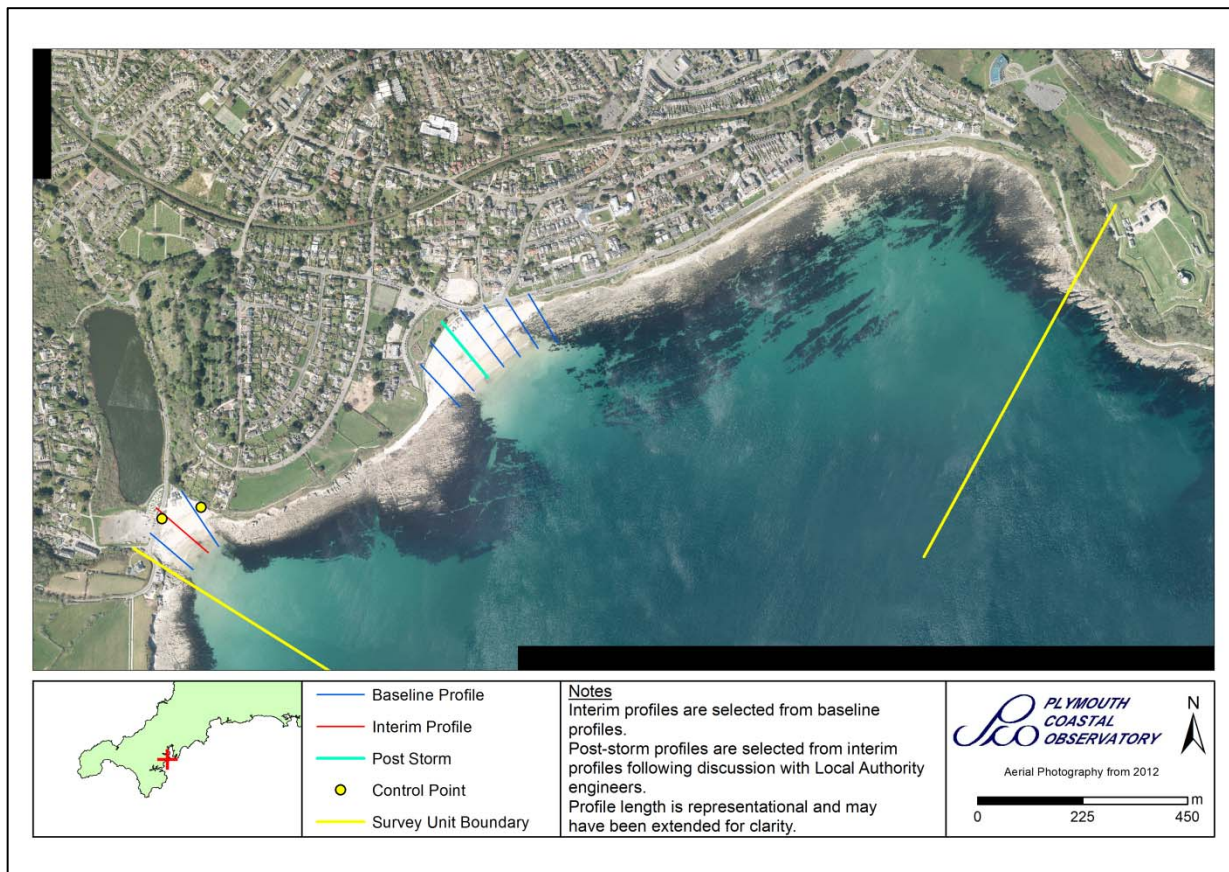 Baseline Profile
Interim Profile
Post Storm
Control Point
Survey Unit Boundary
Notes
Interim profiles are selected from baseline
profiles.
Post-storm profiles are selected from interim
profiles following discussion with Local Authority
engineers.
Profile length is representational and may
have been extended for clarity.
PLYMOUTH
COASTAL
OBSERVATORY
N
Aerial Photography from 2012
m
0 225 450